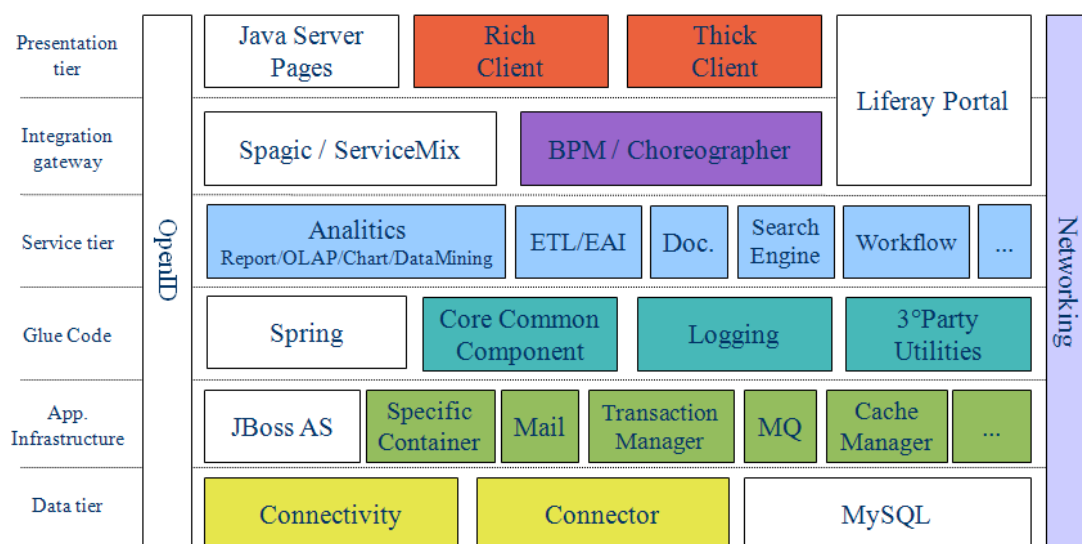 Presentation
tier
Java Server
Pages
Rich
Client
Thick
Client
Liferay Portal
Integration
gateway
Spagic / ServiceMix
BPM / Choreographer
OpenID
Networking
Service tier
Analitics
Report/OLAP/Chart/DataMining
ETL/EAI
Doc.
Search
Engine
Workflow
...
Glue Code
Spring
Core Common
Component
Logging
3°Party
Utilities
App.
Infrastructure
JBoss AS
Specific
Container
Mail
Transaction
Manager
MQ
Cache
Manager
...
Data tier
Connectivity
Connector
MySQL